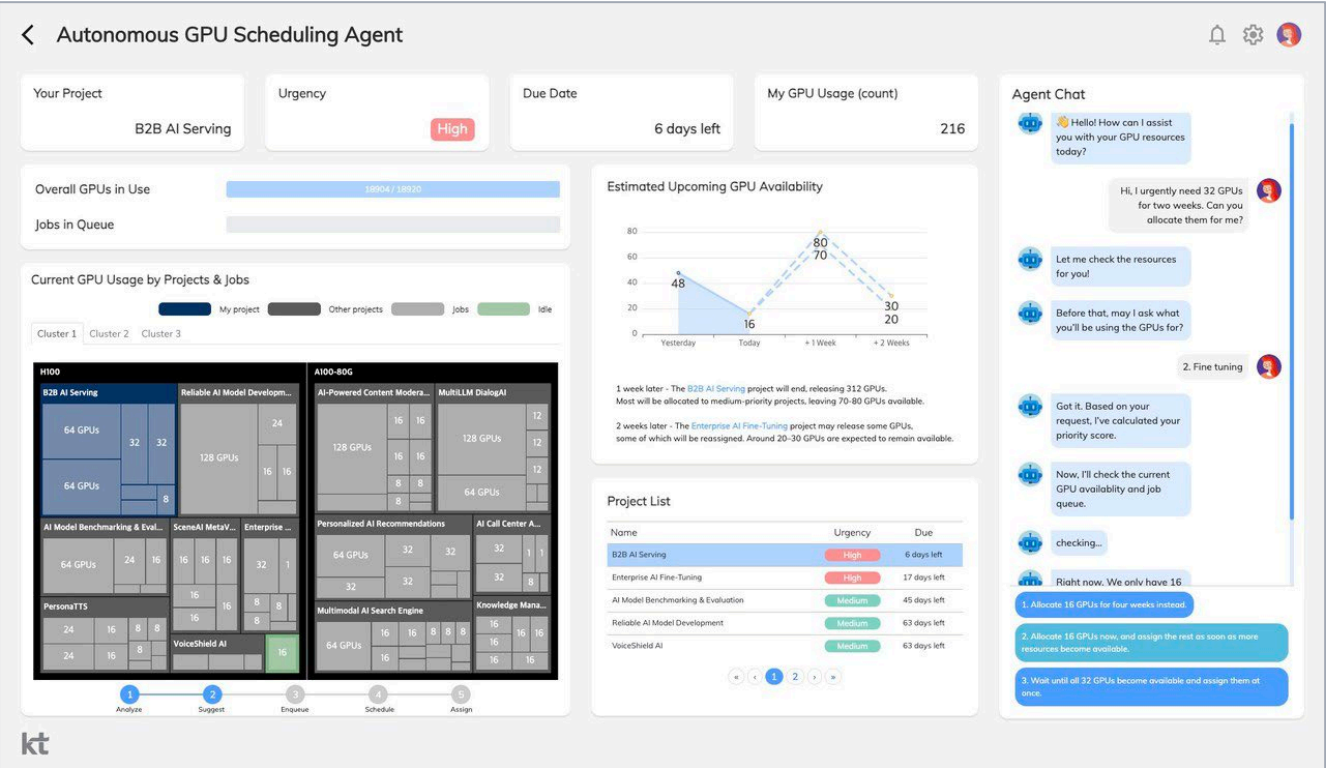 Autonomous GPU Scheduling Agent
Your Project
B2B AI Serving
Urgency
High
Due Date
6 days left
My GPU Usage (count)
216
Overall GPUs in Use
18904 / 18920
Jobs in Queue
Current GPU Usage by Projects & Jobs
My project
Other projects
Jobs
Idle
Cluster 1
Cluster 2
Cluster 3
H100
B2B AI Serving
64 GPUs
32
32
64 GPUs
8
Reliable AI Model Developm...
128 GPUs
24
16
16
AI Model Benchmarking & Eval...
64 GPUs
24
16
SceneAI MetaV...
16
16
16
16
16
16
Enterprise ...
32
1
8
8
8
PersonaTTS
24
16
8
8
24
16
8
VoiceShield AI
16
A100-80G
AI-Powered Content Modera...
128 GPUs
16
16
16
16
8
8
8
MultiLLM DialogAI
128 GPUs
12
12
12
64 GPUs
Personalized AI Recommendations
64 GPUs
32
32
32
32
AI Call Center A...
32
1
1
32
8
Multimodal AI Search Engine
64 GPUs
16
16
8
8
8
16
Knowledge Mana...
16
16
16
16
16
16
1
2
3
4
5
Analyze
Suggest
Enqueue
Schedule
Assign
Estimated Upcoming GPU Availability
80
60
40
20
0
48
16
80
70
30
20
Yesterday
Today
+ 1 Week
+ 2 Weeks
1 week later - The B2B AI Serving project will end, releasing 312 GPUs.
Most will be allocated to medium-priority projects, leaving 70-80 GPUs available.
2 weeks later - The Enterprise AI Fine-Tuning project may release some GPUs,
some of which will be reassigned. Around 20-30 GPUs are expected to remain available.
Project List
Name Urgency Due
B2B AI Serving High 6 days left
Enterprise AI Fine-Tuning High 17 days left
AI Model Benchmarking & Evaluation Medium 45 days left
Reliable AI Model Development Medium 63 days left
VoiceShield AI Medium 63 days left
« ‹ 1 2 › »
Agent Chat
👋 Hello! How can I assist
you with your GPU resources
today?
Hi, I urgently need 32 GPUs
for two weeks. Can you
allocate them for me?
Let me check the resources
for you!
Before that, may I ask what
you'll be using the GPUs for?
2. Fine tuning
Got it. Based on your
request, I've calculated your
priority score.
Now, I'll check the current
GPU availablity and job
queue.
checking...
Right now. We only have 16
1. Allocate 16 GPUs for four weeks instead.
2. Allocate 16 GPUs now, and assign the rest as soon as more
resources become available.
3. Wait until all 32 GPUs become available and assign them at
once.
kt